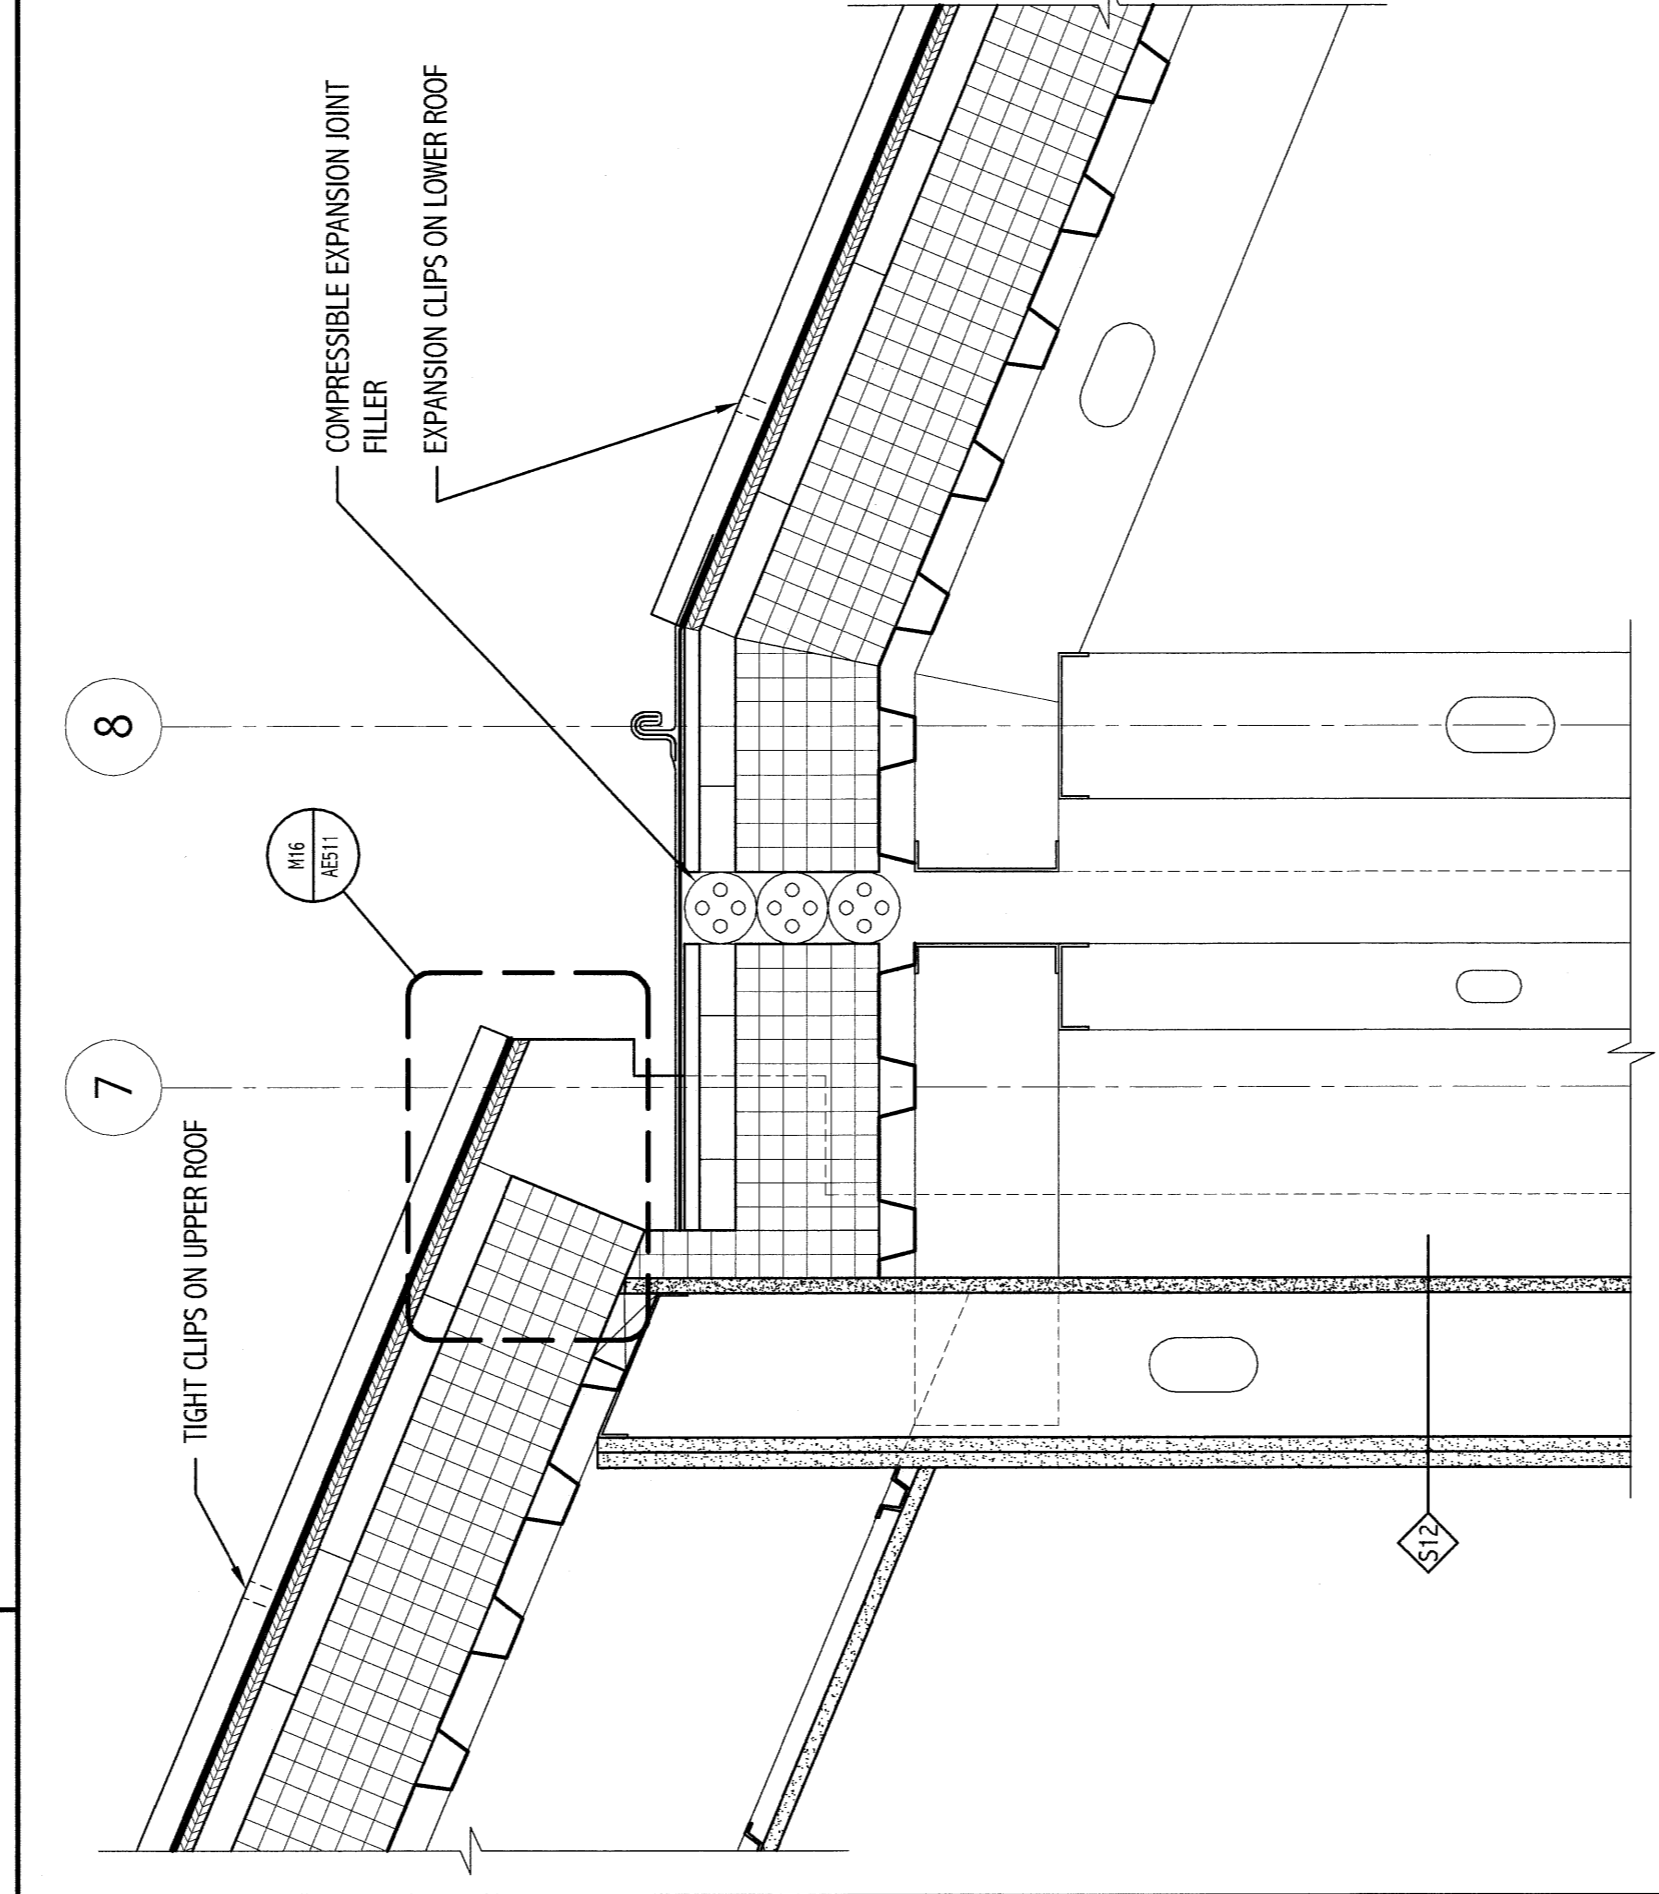 TIGHT CLIPS ON UPPER ROOF
7
M16
AE511
8
COMPRESSIBLE EXPANSION JOINT
FILLER
EXPANSION CLIPS ON LOWER ROOF
S12